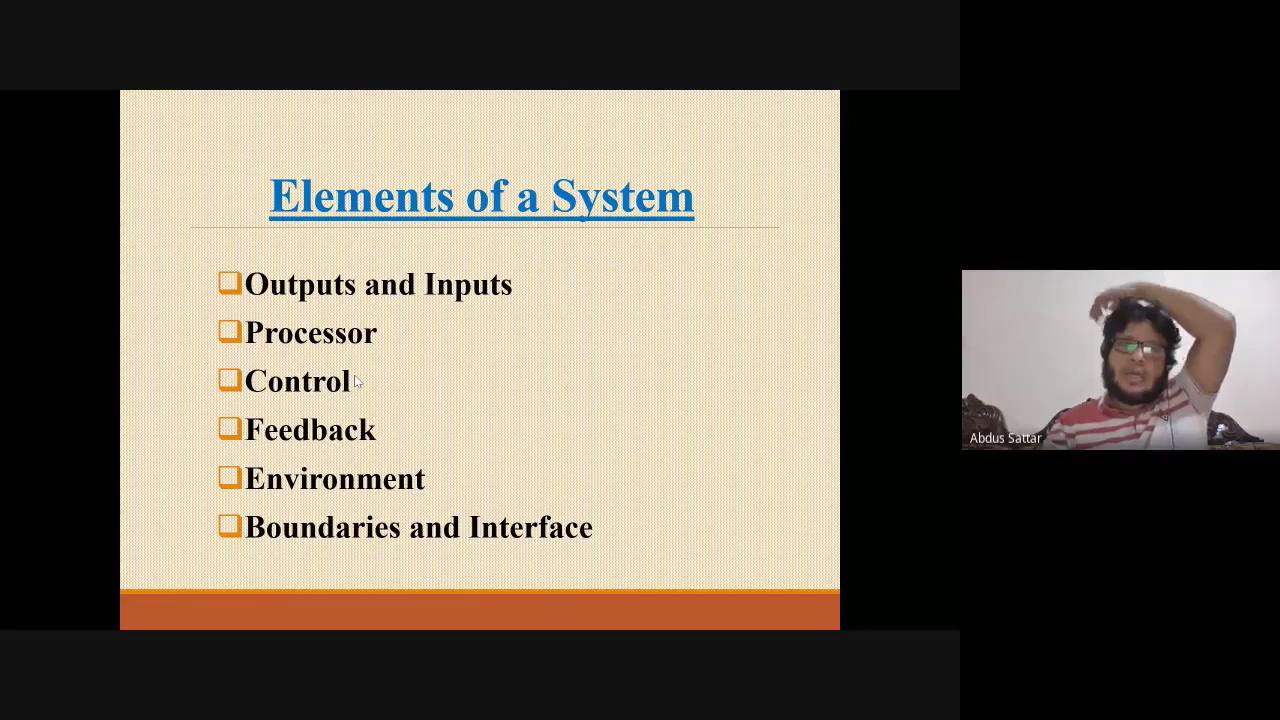 Elements of a System
Outputs and Inputs
Processor
Control
Feedback
Environment
Boundaries and Interface
Abdus Sattar